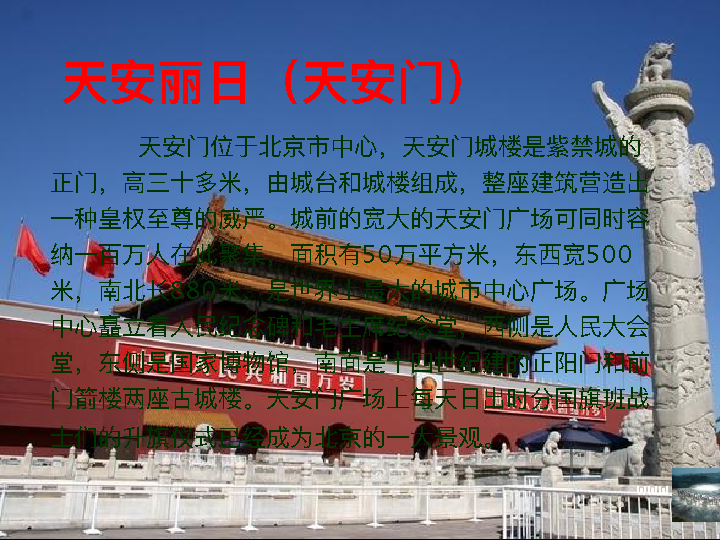 天安丽日（天安门）
天安门位于北京市中心，天安门城楼是紫禁城的
正门，高三十多米，由城台和城楼组成，整座建筑营造出
一种皇权至尊的威严。城前的宽大的天安门广场可同时容
纳一百万人在此聚集，面积有50万平方米，东西宽500
米，南北长880米，是世界上最大的城市中心广场。广场
中心矗立着人民纪念碑和毛主席纪念堂，西侧是人民大会
堂，东侧是国家博物馆，南面是十四世纪建的正阳门和前
门箭楼两座古城楼。天安门广场上每天日出时分国旗班战
士们的升旗仪式已经成为北京的一大景观。
共和国万岁